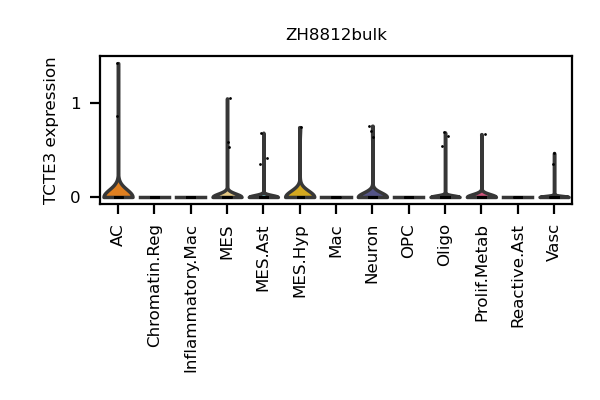 ZH8812bulk
TCTE3 expression
1
0
AC
Chromatin.Reg
Inflammatory.Mac
MES
MES.Ast
MES.Hyp
Mac
Neuron
OPC
Oligo
Prolif.Metab
Reactive.Ast
Vasc